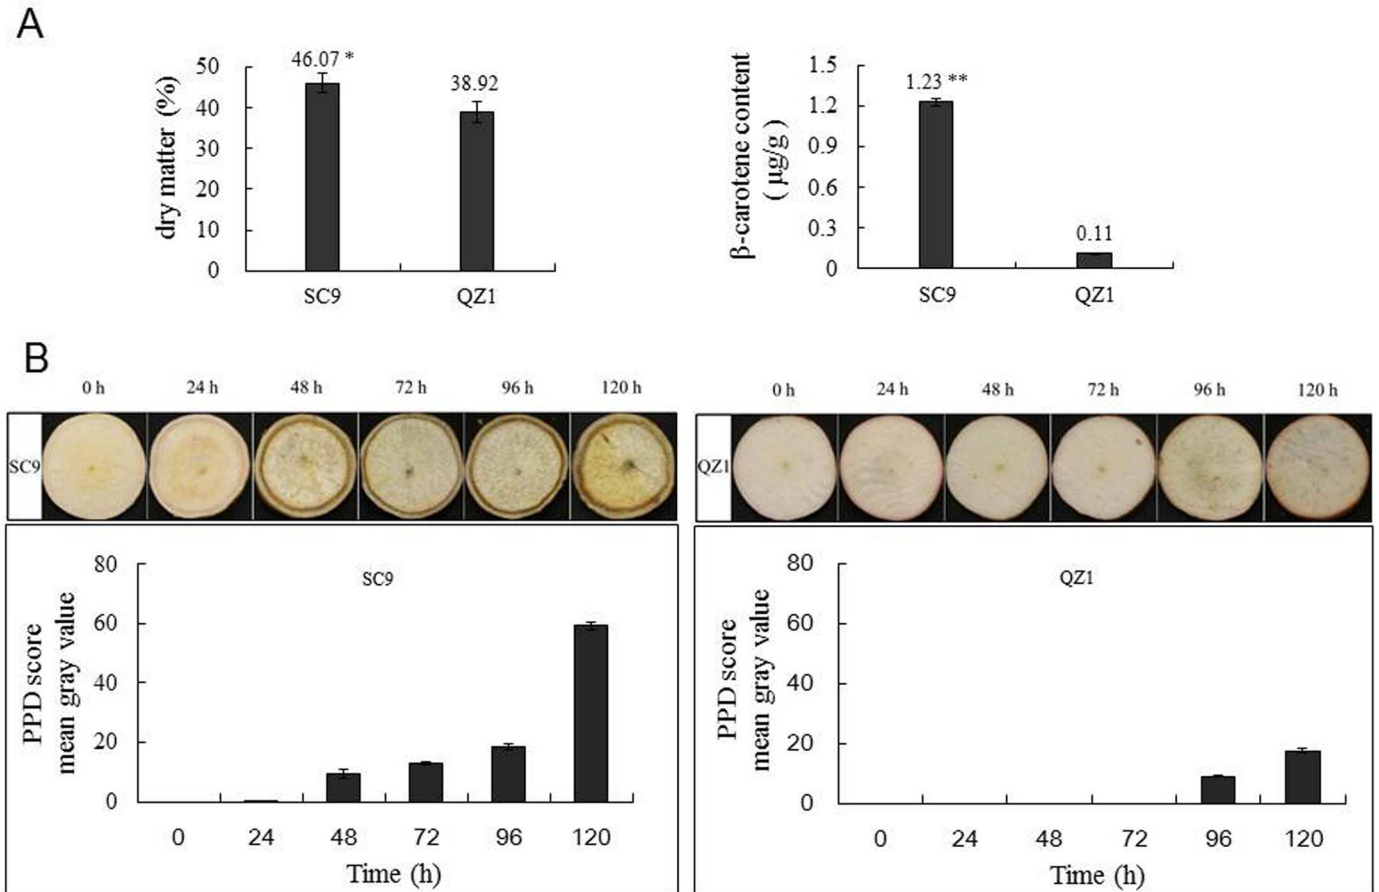 A
dry matter (%)
50
40
30
20
10
0
46.07 *
38.92
SC9
QZ1
β-carotene content
( μg/g )
1.5
1.2
0.9
0.6
0.3
0
1.23 **
0.11
SC9
QZ1
B
0 h 24 h 48 h 72 h 96 h 120 h
SC9
0 h 24 h 48 h 72 h 96 h 120 h
QZ1
PPD score
mean gray value
80
60
40
20
0
SC9
0 24 48 72 96 120
Time (h)
PPD score
mean gray value
80
60
40
20
0
QZ1
0 24 48 72 96 120
Time (h)